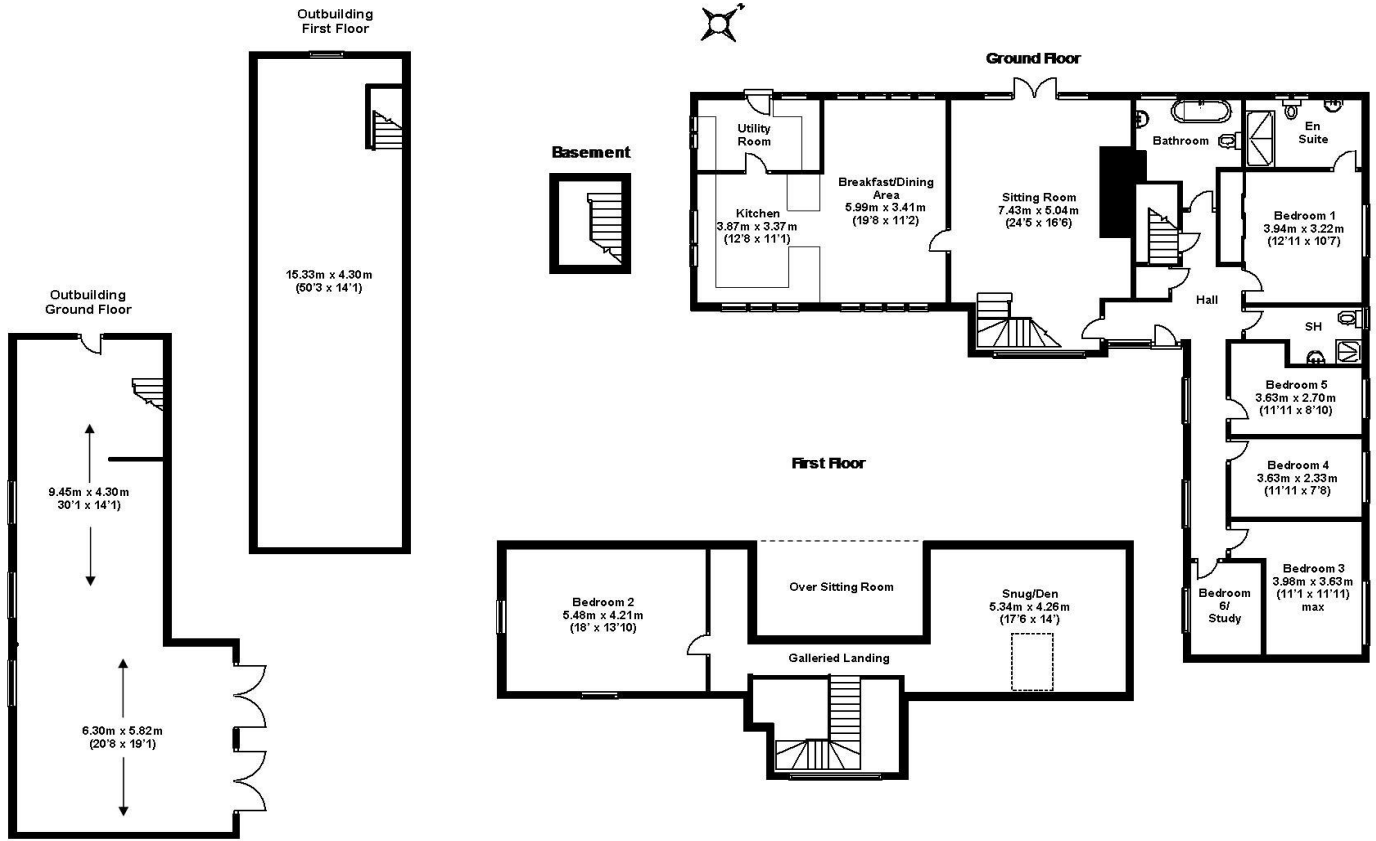 Outbuilding
First Floor
15.33m x 4.30m
(50'3 x 14'1)
Outbuilding
Ground Floor
9.45m x 4.30m
30'1 x 14'1)
6.30m x 5.82m
(20'8 x 19'1)
Basement
z
Ground Floor
Utility
Room
Kitchen
3.87m x 3.37m
(12'8 x 11'1)
Breakfast/Dining
Area
5.99m x 3.41m
(19'8 x 11'2)
Sitting Room
7.43m x 5.04m
(24'5 x 16'6)
Bathroom
En
Suite
Bedroom 1
3.94m x 3.22m
(12'11 x 10'7)
Hall
SH
Bedroom 5
3.63m x 2.70m
(11'11 x 8'10)
Bedroom 4
3.63m x 2.33m
(11'11 x 7'8)
Bedroom 3
3.98m x 3.63m
(11'1 x 11'11)
max
Bedroom
6/
Study
First Floor
Bedroom 2
5.48m x 4.21m
(18' x 13'10)
Over Sitting Room
Galleried Landing
Snug/Den
5.34m x 4.26m
(17'6 x 14')